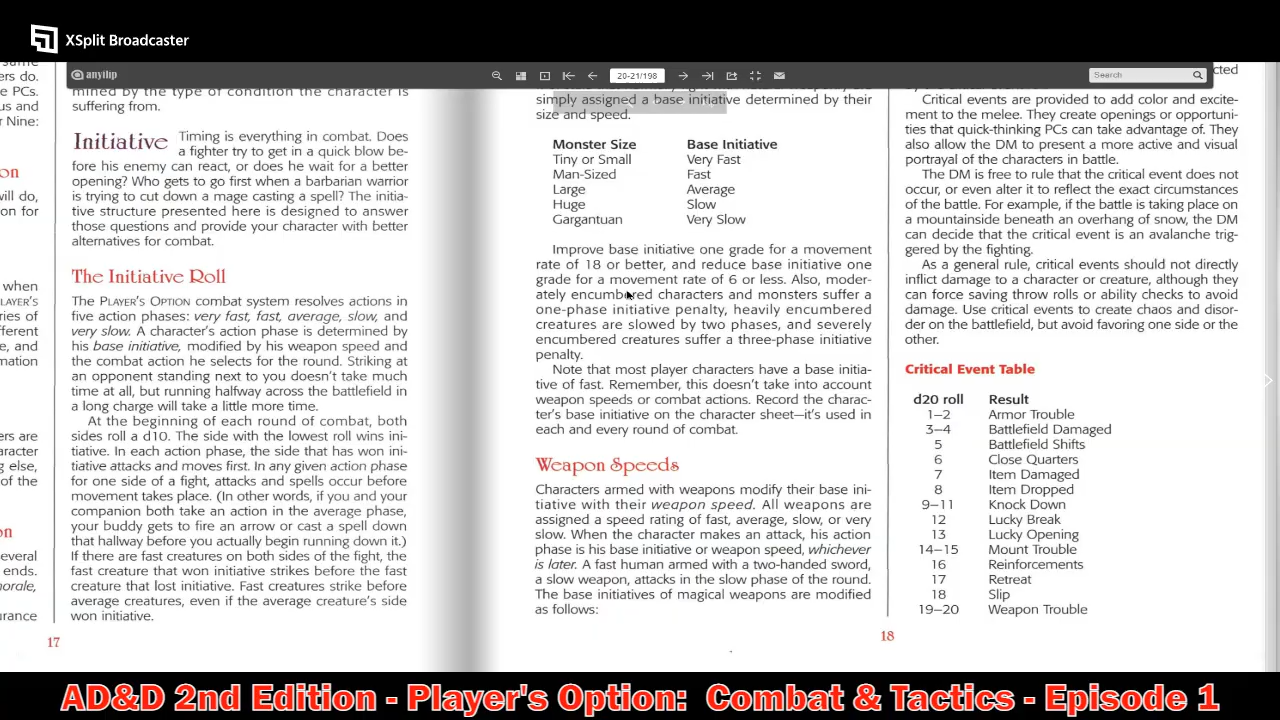 XSplit Broadcaster
anyflip
20-21/198
Search
same
ers do.
e PCs.
us and
r Nine:
on
will do,
on for
when
LAYER'S
ries of
fferent
e, and
mation
ers are
aracter
g else,
of the
on
several
ends.
morale,
urance
mined by the type of condition the character is
suffering from.
Initiative Timing is everything in combat. Does
a fighter try to get in a quick blow be-
fore his enemy can react, or does he wait for a better
opening? Who gets to go first when a barbarian warrior
is trying to cut down a mage casting a spell? The initia-
tive structure presented here is designed to answer
those questions and provide your character with better
alternatives for combat.
The Initiative Roll
The PLAYER'S OPTION combat system resolves actions in
five action phases: very fast, fast, average, slow, and
very slow. A character's action phase is determined by
his base initiative, modified by his weapon speed and
the combat action he selects for the round. Striking at
an opponent standing next to you doesn't take much
time at all, but running halfway across the battlefield in
a long charge will take a little more time.
At the beginning of each round of combat, both
sides roll a d10. The side with the lowest roll wins ini-
tiative. In each action phase, the side that has won ini-
tiative attacks and moves first. In any given action phase
for one side of a fight, attacks and spells occur before
movement takes place. (In other words, if you and your
companion both take an action in the average phase,
your buddy gets to fire an arrow or cast a spell down
that hallway before you actually begin running down it.)
If there are fast creatures on both sides of the fight, the
fast creature that won initiative strikes before the fast
creature that lost initiative. Fast creatures strike before
average creatures, even if the average creature's side
won initiative.
17
simply assigned a base initiative determined by their
size and speed.
Monster Size Base Initiative
Tiny or Small Very Fast
Man-Sized Fast
Large Average
Huge Slow
Gargantuan Very Slow
Improve base initiative one grade for a movement
rate of 18 or better, and reduce base initiative one
grade for a movement rate of 6 or less. Also, moder-
ately encumbered characters and monsters suffer a
one-phase initiative penalty, heavily encumbered
creatures are slowed by two phases, and severely
encumbered creatures suffer a three-phase initiative
penalty.
Note that most player characters have a base initia-
tive of fast. Remember, this doesn't take into account
weapon speeds or combat actions. Record the charac-
ter's base initiative on the character sheet—it's used in
each and every round of combat.
Weapon Speeds
Characters armed with weapons modify their base ini-
tiative with their weapon speed. All weapons are
assigned a speed rating of fast, average, slow, or very
slow. When the character makes an attack, his action
phase is his base initiative or weapon speed, whichever
is later. A fast human armed with a two-handed sword,
a slow weapon, attacks in the slow phase of the round.
The base initiatives of magical weapons are modified
as follows:
18
Critical events are provided to add color and excite-
ment to the melee. They create openings or opportuni-
ties that quick-thinking PCs can take advantage of. They
also allow the DM to present a more active and visual
portrayal of the characters in battle.
The DM is free to rule that the critical event does not
occur, or even alter it to reflect the exact circumstances
of the battle. For example, if the battle is taking place on
a mountainside beneath an overhang of snow, the DM
can decide that the critical event is an avalanche trig-
gered by the fighting.
As a general rule, critical events should not directly
inflict damage to a character or creature, although they
can force saving throw rolls or ability checks to avoid
damage. Use critical events to create chaos and disor-
der on the battlefield, but avoid favoring one side or the
other.
Critical Event Table
d20 roll Result
1–2 Armor Trouble
3–4 Battlefield Damaged
5 Battlefield Shifts
6 Close Quarters
7 Item Damaged
8 Item Dropped
9–11 Knock Down
12 Lucky Break
13 Lucky Opening
14–15 Mount Trouble
16 Reinforcements
17 Retreat
18 Slip
19–20 Weapon Trouble
AD&D 2nd Edition - Player's Option: Combat & Tactics - Episode 1